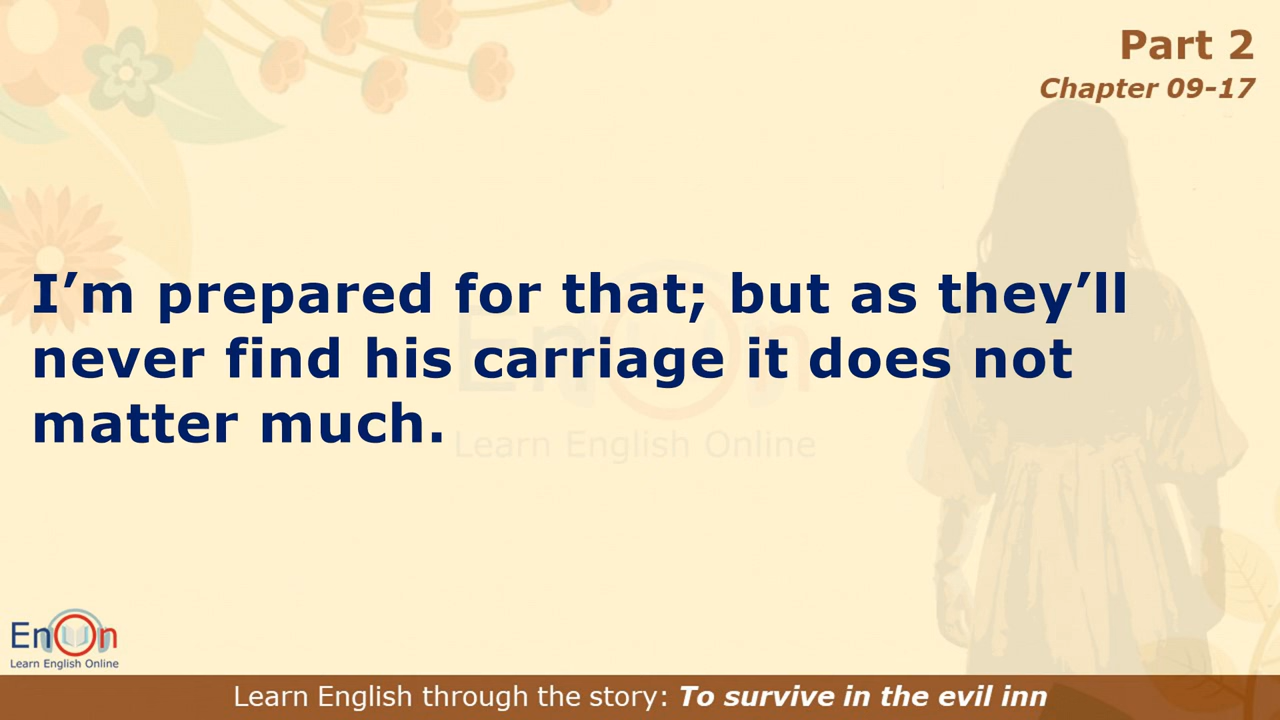 Part 2
Chapter 09-17
I’m prepared for that; but as they’ll
never find his carriage it does not
matter much.
EnOn
Learn English Online
EnOn
Learn English Online
Learn English through the story: To survive in the evil inn